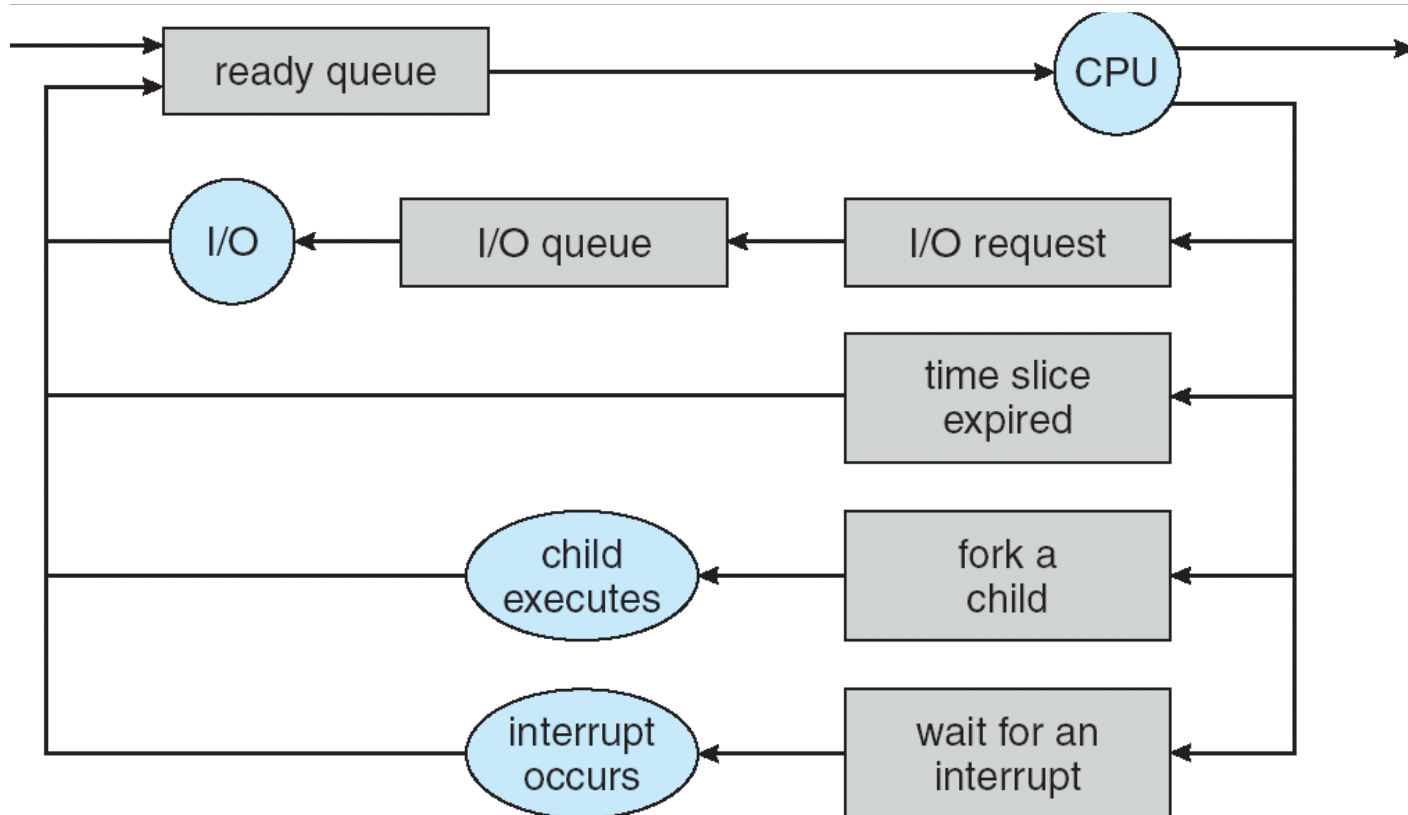 ready queue
CPU
I/O
I/O queue
I/O request
time slice
expired
child
executes
fork a
child
interrupt
occurs
wait for an
interrupt